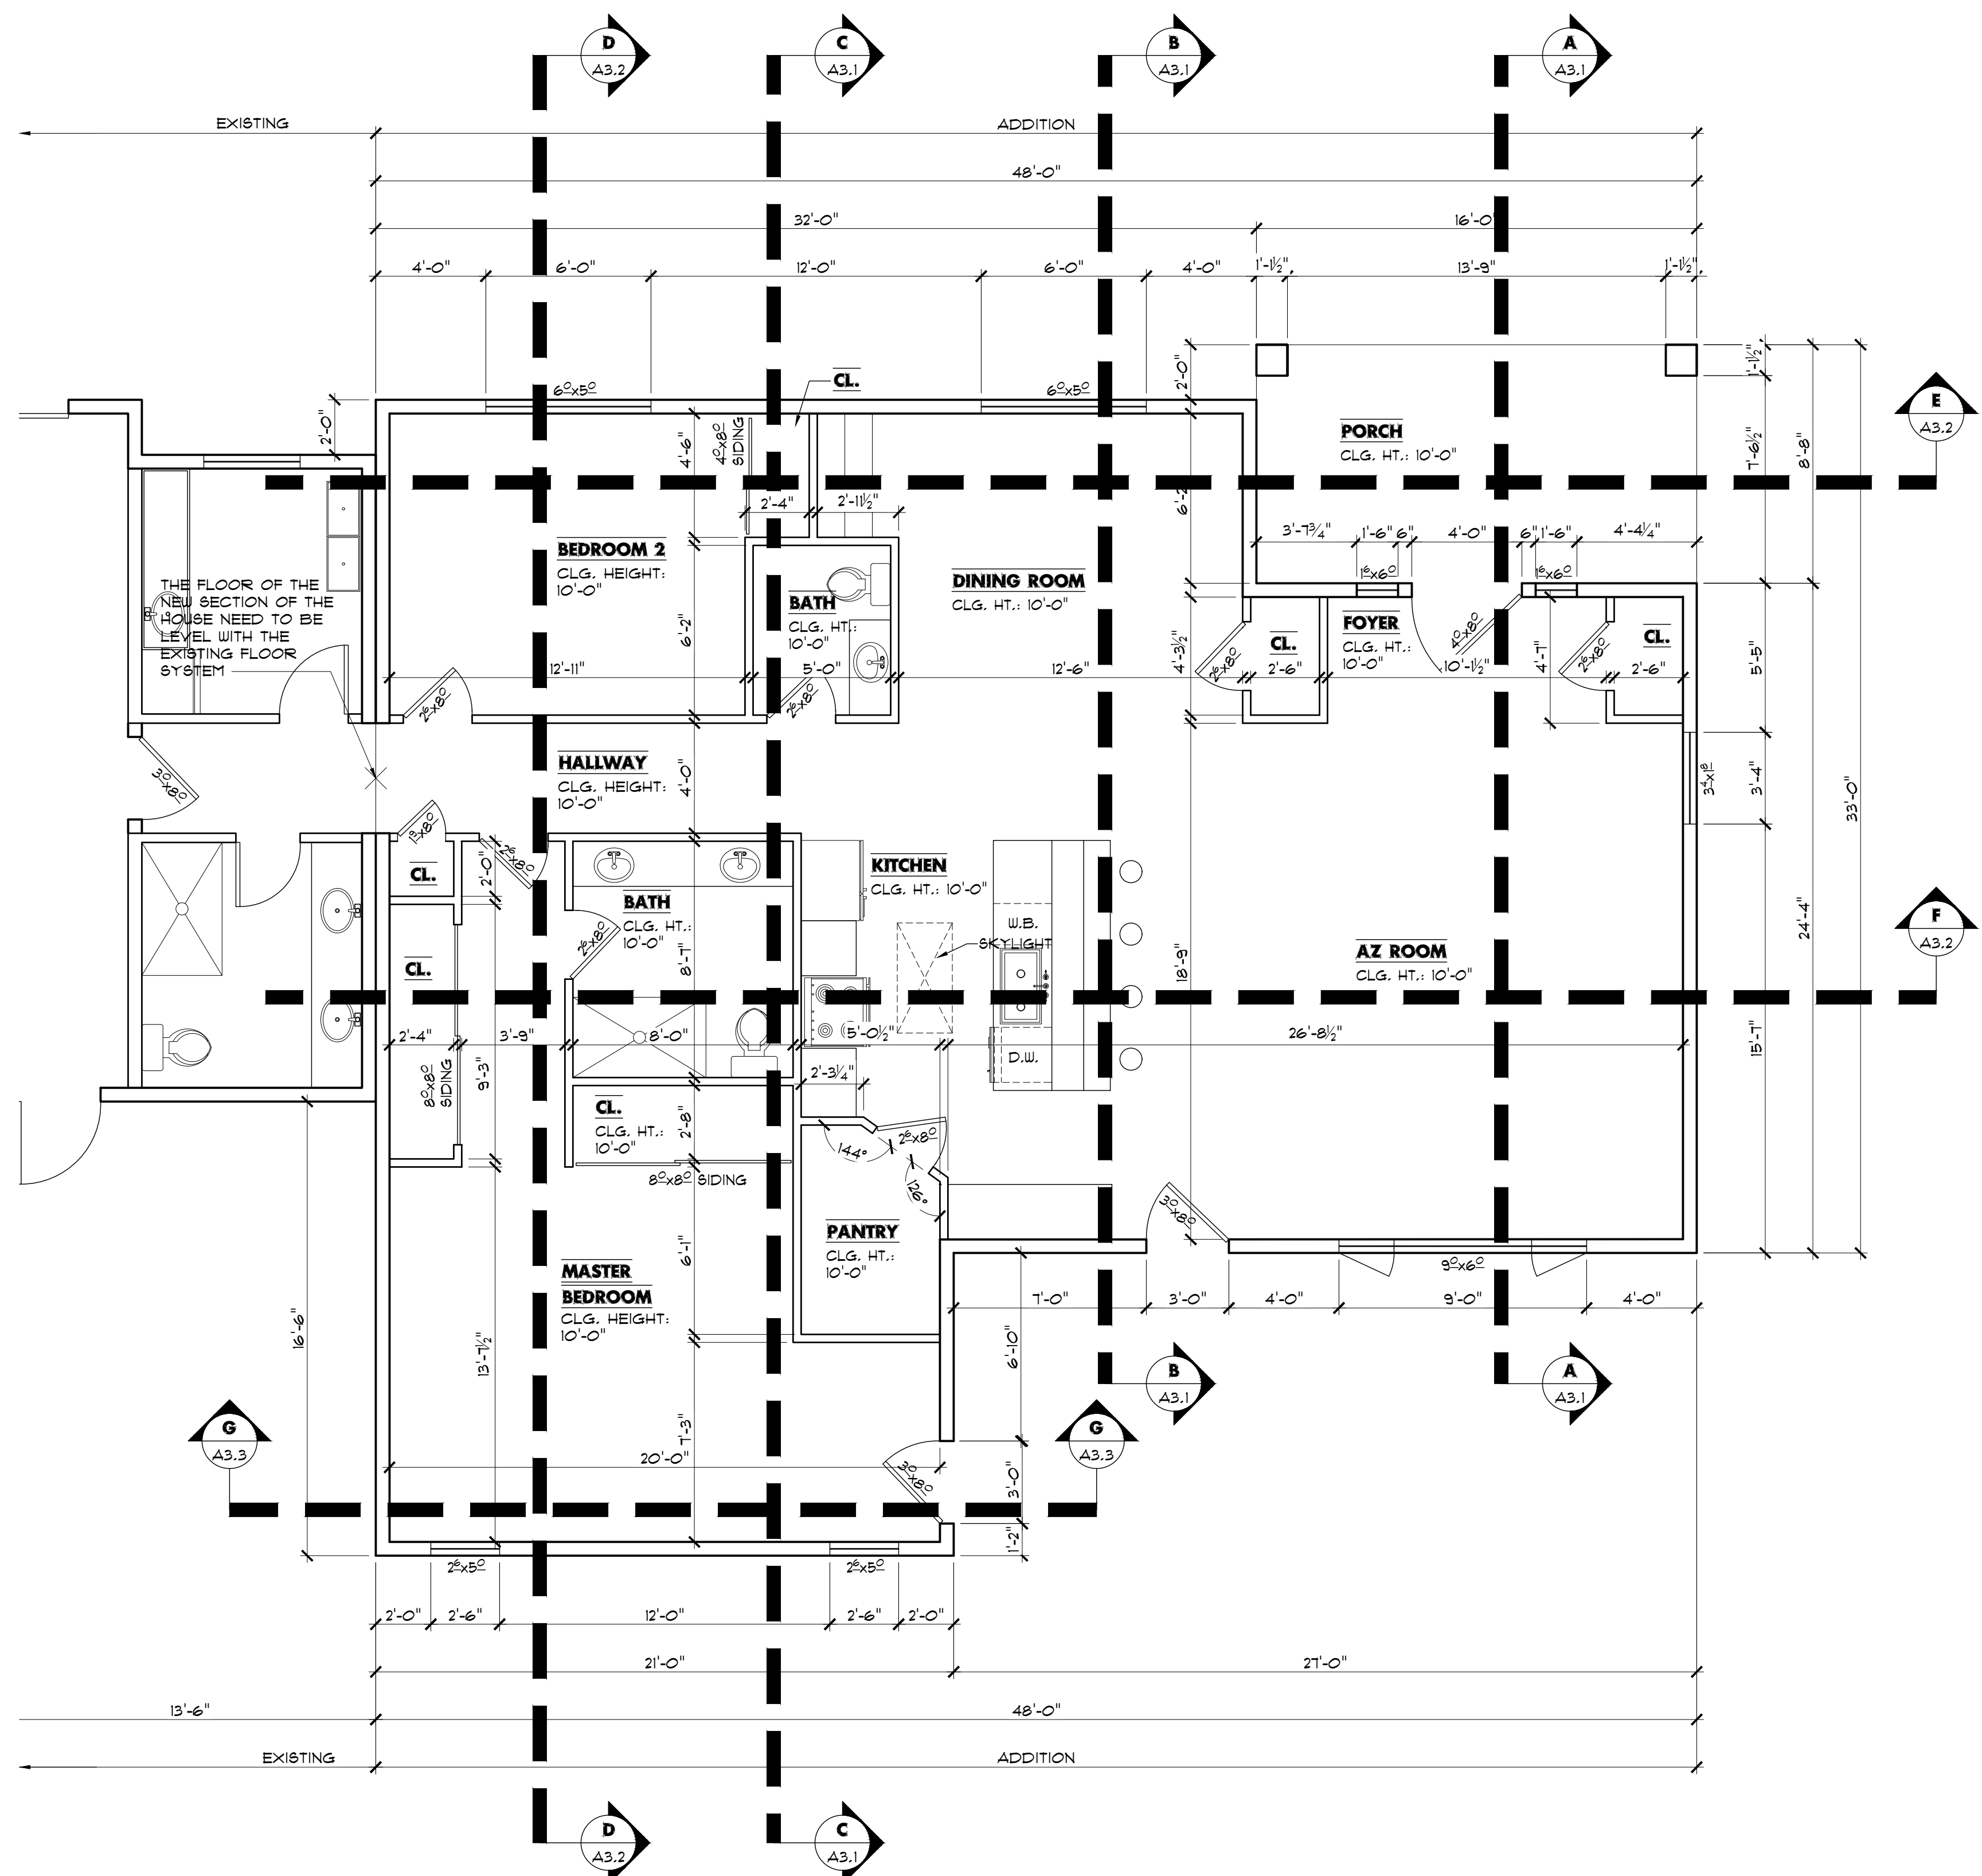 D
A3.2
C
A3.1
B
A3.1
A
A3.1
EXISTING
ADDITION
48'-0"
32'-0"
16'-0"
4'-0"
6'-0"
12'-0"
6'-0"
4'-0"
1'-1½"
13'-9"
1'-1½"
6⁰x5⁰
CL.
6⁰x5⁰
2'-0"
2'-0"
1'-1½"
E
A3.2
4'-6"
4⁰x8⁰
SIDING
PORCH
CLG. HT.: 10'-0"
7'-6½"
8'-8"
2'-4"
2'-11½"
3'-7¾"
1'-6"
6"
4'-0"
6"
1'-6"
4'-4¼"
BEDROOM 2
CLG. HEIGHT:
10'-0"
THE FLOOR OF THE
NEW SECTION OF THE
HOUSE NEED TO BE
LEVEL WITH THE
EXISTING FLOOR
SYSTEM
BATH
CLG. HT.:
10'-0"
DINING ROOM
CLG. HT.: 10'-0"
1⁶x6⁰
1⁶x6⁰
6'-2"
FOYER
CLG. HT.:
10'-0"
4⁰x8⁰
CL.
CL.
4'-3½"
4'-7"
5'-5"
12'-11"
5'-0"
12'-6"
2⁶x8⁰
2'-6"
10'-1½"
2⁶x8⁰
2'-6"
2⁶x8⁰
2⁶x8⁰
HALLWAY
CLG. HEIGHT:
10'-0"
4'-0"
3⁰x8⁰
3⁴x1⁸
3'-4"
33'-0"
1⁹x8⁰
2⁶x8⁰
CL.
2'-0"
KITCHEN
CLG. HT.: 10'-0"
BATH
CLG. HT.:
10'-0"
2⁶x8⁰
8'-7"
W.B.
SKYLIGHT
24'-4"
F
A3.2
CL.
18'-9"
AZ ROOM
CLG. HT.: 10'-0"
2'-4"
3'-9"
8'-0"
5'-0½"
26'-8½"
15'-7"
D.W.
8⁰x8⁰
SIDING
9'-3"
2'-3¼"
CL.
CLG. HT.:
10'-0"
2'-8"
144°
2⁶x8⁰
8⁰x8⁰ SIDING
126°
3⁰x8⁰
PANTRY
CLG. HT.:
10'-0"
6'-1"
MASTER
BEDROOM
CLG. HEIGHT:
10'-0"
9⁰x6⁰
7'-0"
3'-0"
4'-0"
9'-0"
4'-0"
16'-6"
13'-7½"
6'-10"
B
A3.1
A
A3.1
G
A3.3
7'-3"
G
A3.3
20'-0"
3⁰x8⁰
3'-0"
1'-2"
2⁶x5⁰
2⁶x5⁰
2'-0"
2'-6"
12'-0"
2'-6"
2'-0"
21'-0"
27'-0"
13'-6"
48'-0"
EXISTING
ADDITION
D
A3.2
C
A3.1